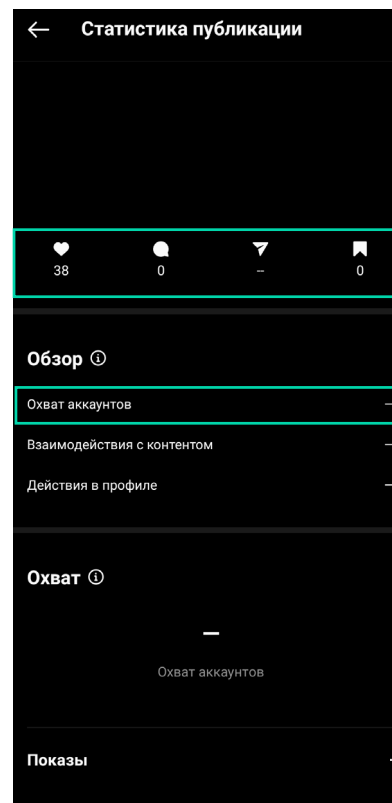 Статистика публикации
38 0 -- 0
Обзор
Охват аккаунтов –
Взаимодействия с контентом –
Действия в профиле –
Охват
–
Охват аккаунтов
Показы